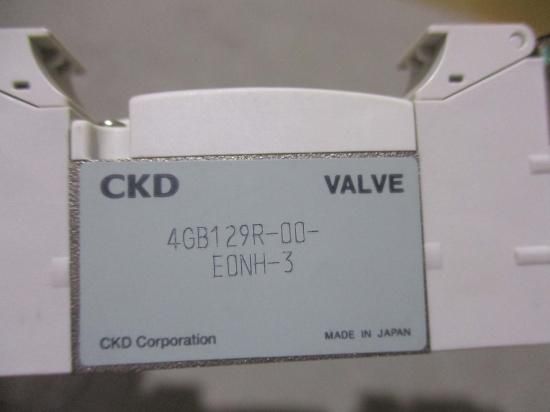 CKD VALVE
4GB129R-00-
E0NH-3
CKD Corporation MADE IN JAPAN